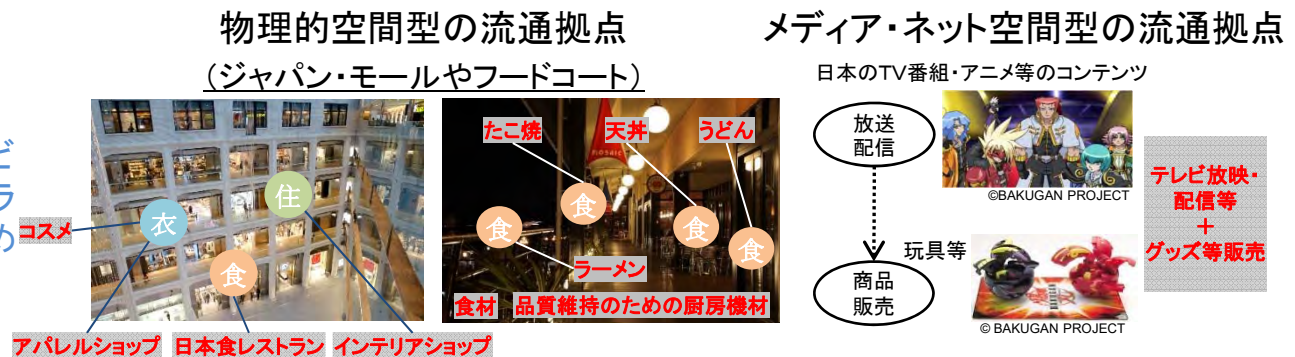 物理的空間型の流通拠点
(ジャパン・モールやフードコート)
ど
ラ
め
コスメ
衣
住
食
アパレルショップ
日本食レストラン
インテリアショップ
たこ焼
天丼
うどん
mosaic
食
食
食
食
ラーメン
食材
品質維持のための厨房機材
メディア・ネット空間型の流通拠点
日本のTV番組・アニメ等のコンテンツ
放送
配信
©BAKUGAN PROJECT
玩具等
商品
販売
© BAKUGAN PROJECT
テレビ放映・
配信等
+
グッズ等販売